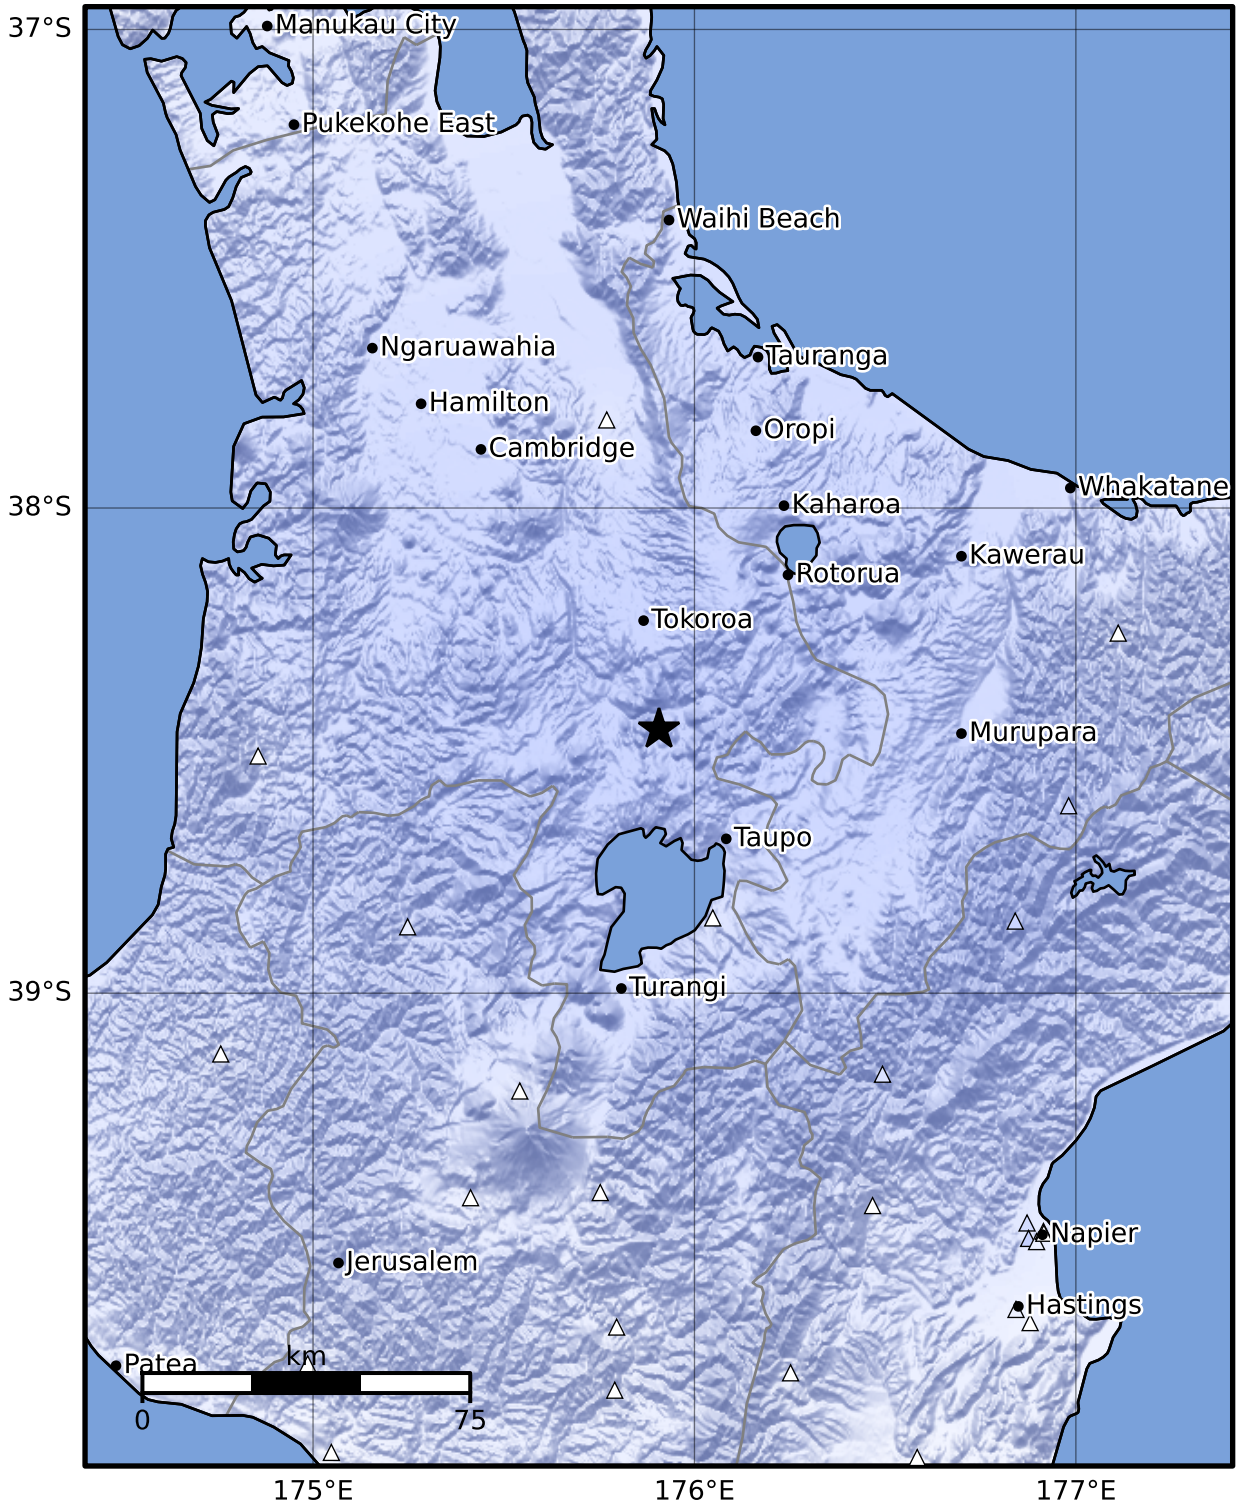 37°S
Manukau City
Pukekohe East
Waihi Beach
Ngaruawahia
Tauranga
Hamilton
Oropi
Cambridge
Whakatane
Kaharoa
38°S
Kawerau
Rotorua
Tokoroa
Murupara
Taupo
Turangi
39°S
Napier
Jerusalem
Hastings
km
Patea
0
75
175°E
176°E
177°E